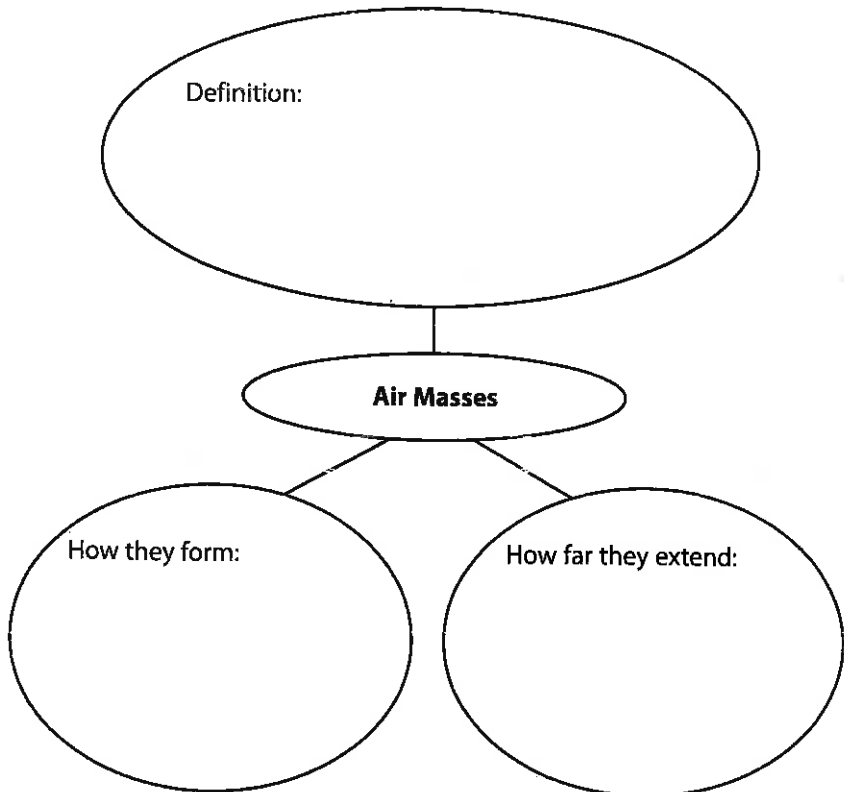 Definition:
Air Masses
How they form:
How far they extend: